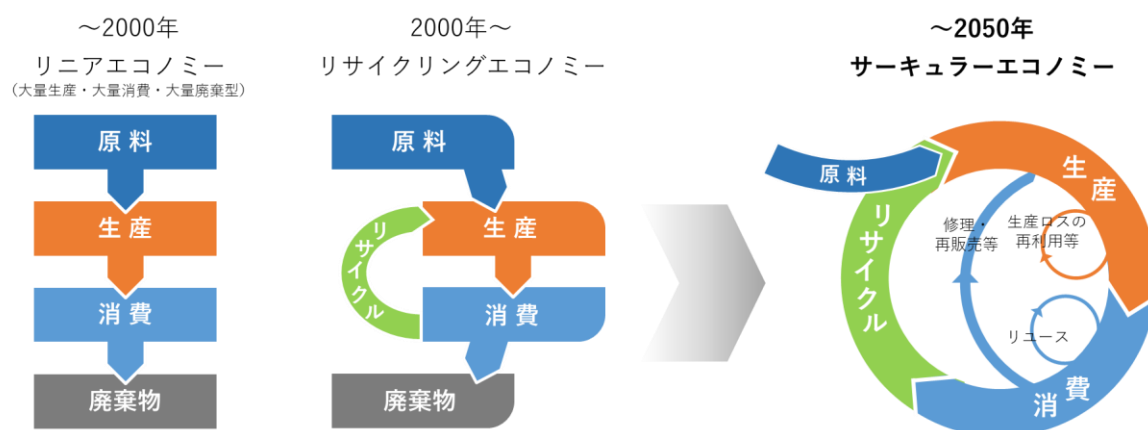 ～2000年
リニアエコノミー
（大量生産・大量消費・大量廃棄型）
原料
生産
消費
廃棄物
2000年～
リサイクリングエコノミー
原料
生産
リサイクル
消費
廃棄物
～2050年
サーキュラーエコノミー
原料
生産
リサイクル
修理・
再販売等
生産ロスの
再利用等
リユース
消費